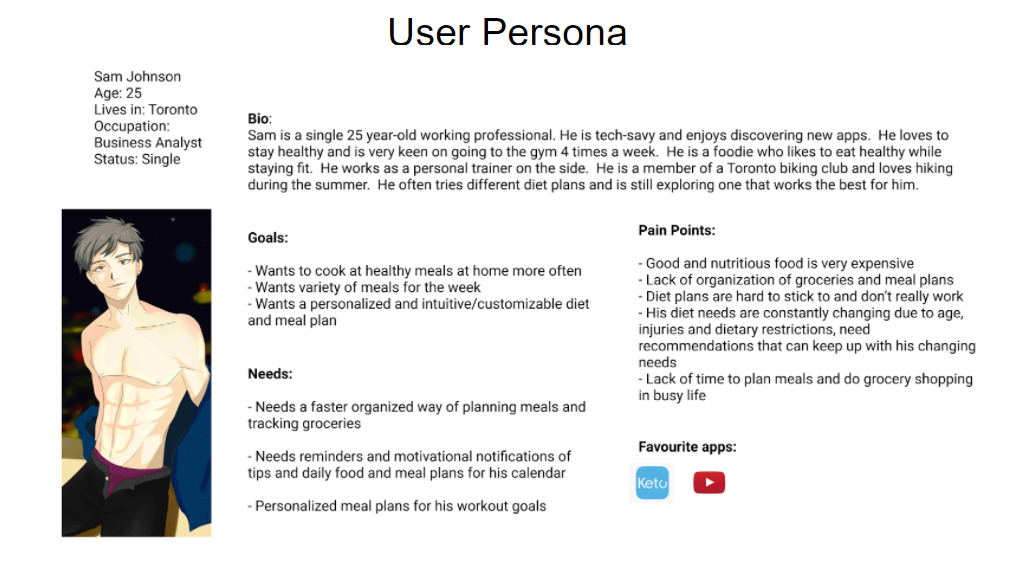 User Persona
Sam Johnson
Age: 25
Lives in: Toronto
Occupation:
Business Analyst
Status: Single
Bio:
Sam is a single 25 year-old working professional. He is tech-savy and enjoys discovering new apps.  He loves to
stay healthy and is very keen on going to the gym 4 times a week.  He is a foodie who likes to eat healthy while
staying fit.  He works as a personal trainer on the side.  He is a member of a Toronto biking club and loves hiking
during the summer.  He often tries different diet plans and is still exploring one that works the best for him.
Goals:
- Wants to cook at healthy meals at home more often
- Wants variety of meals for the week
- Wants a personalized and intuitive/customizable diet
and meal plan
Needs:
- Needs a faster organized way of planning meals and
tracking groceries
- Needs reminders and motivational notifications of
tips and daily food and meal plans for his calendar
- Personalized meal plans for his workout goals
Pain Points:
- Good and nutritious food is very expensive
- Lack of organization of groceries and meal plans
- Diet plans are hard to stick to and don't really work
- His diet needs are constantly changing due to age,
injuries and dietary restrictions, need
recommendations that can keep up with his changing
needs
- Lack of time to plan meals and do grocery shopping
in busy life
Favourite apps:
Keto